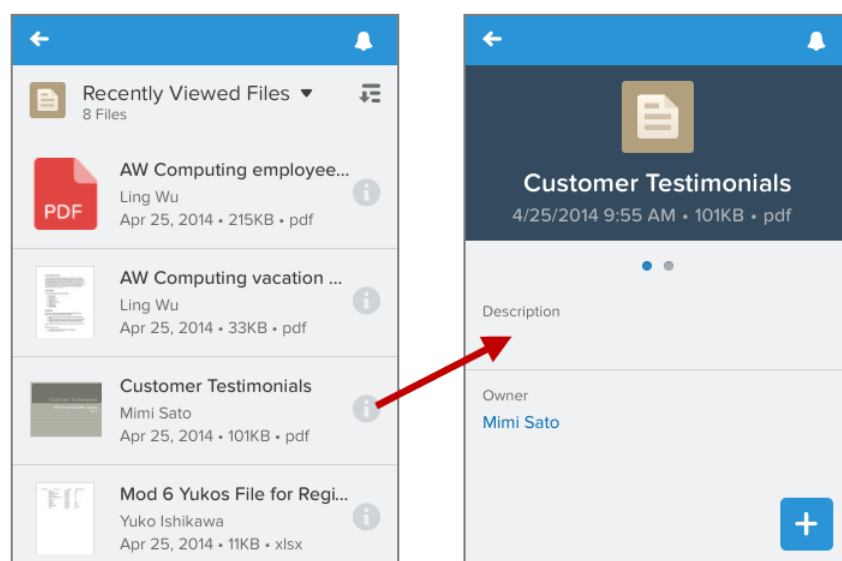 Recently Viewed Files
8 Files
PDF
AW Computing employee...
Ling Wu
Apr 25, 2014 • 215KB • pdf
AW Computing vacation ...
Ling Wu
Apr 25, 2014 • 33KB • pdf
Customer Testimonials
Mimi Sato
Apr 25, 2014 • 101KB • pdf
Mod 6 Yukos File for Regi...
Yuko Ishikawa
Apr 25, 2014 • 11KB • xlsx
Customer Testimonials
4/25/2014 9:55 AM • 101KB • pdf
Description
Owner
Mimi Sato